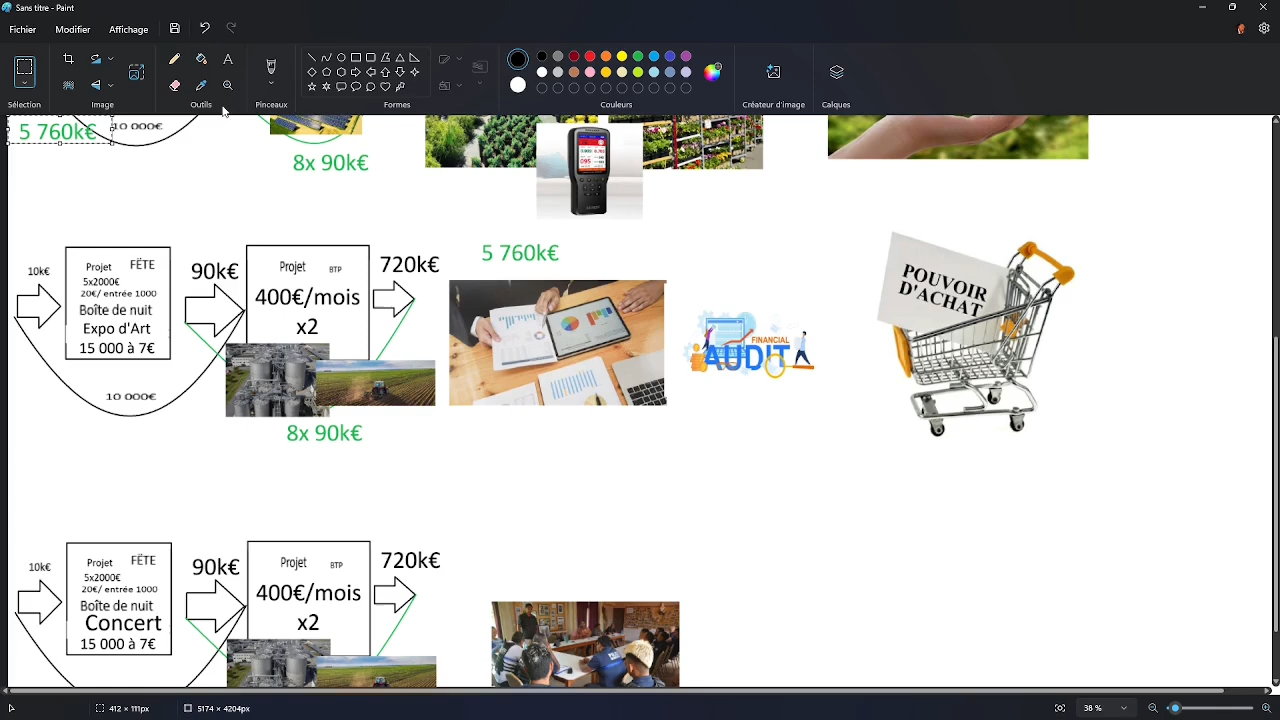 Sans titre - Paint
Fichier Modifier Affichage
Sélection Image Outils Pinceaux Formes Couleurs Créateur d'image Calques
5 760k€
10 000€
8x 90k€
5 760k€
10k€
Projet FËTE
5x2000€
20€/ entrée 1000
Boîte de nuit
Expo d'Art
15 000 à 7€
90k€
Projet BTP
400€/mois
x2
720k€
10 000€
8x 90k€
FINANCIAL
AUDIT
POUVOIR
D'ACHAT
10k€
Projet FËTE
5x2000€
20€/ entrée 1000
Boîte de nuit
Concert
15 000 à 7€
90k€
Projet BTP
400€/mois
x2
720k€
412 × 111px
5174 × 4204px
38 %